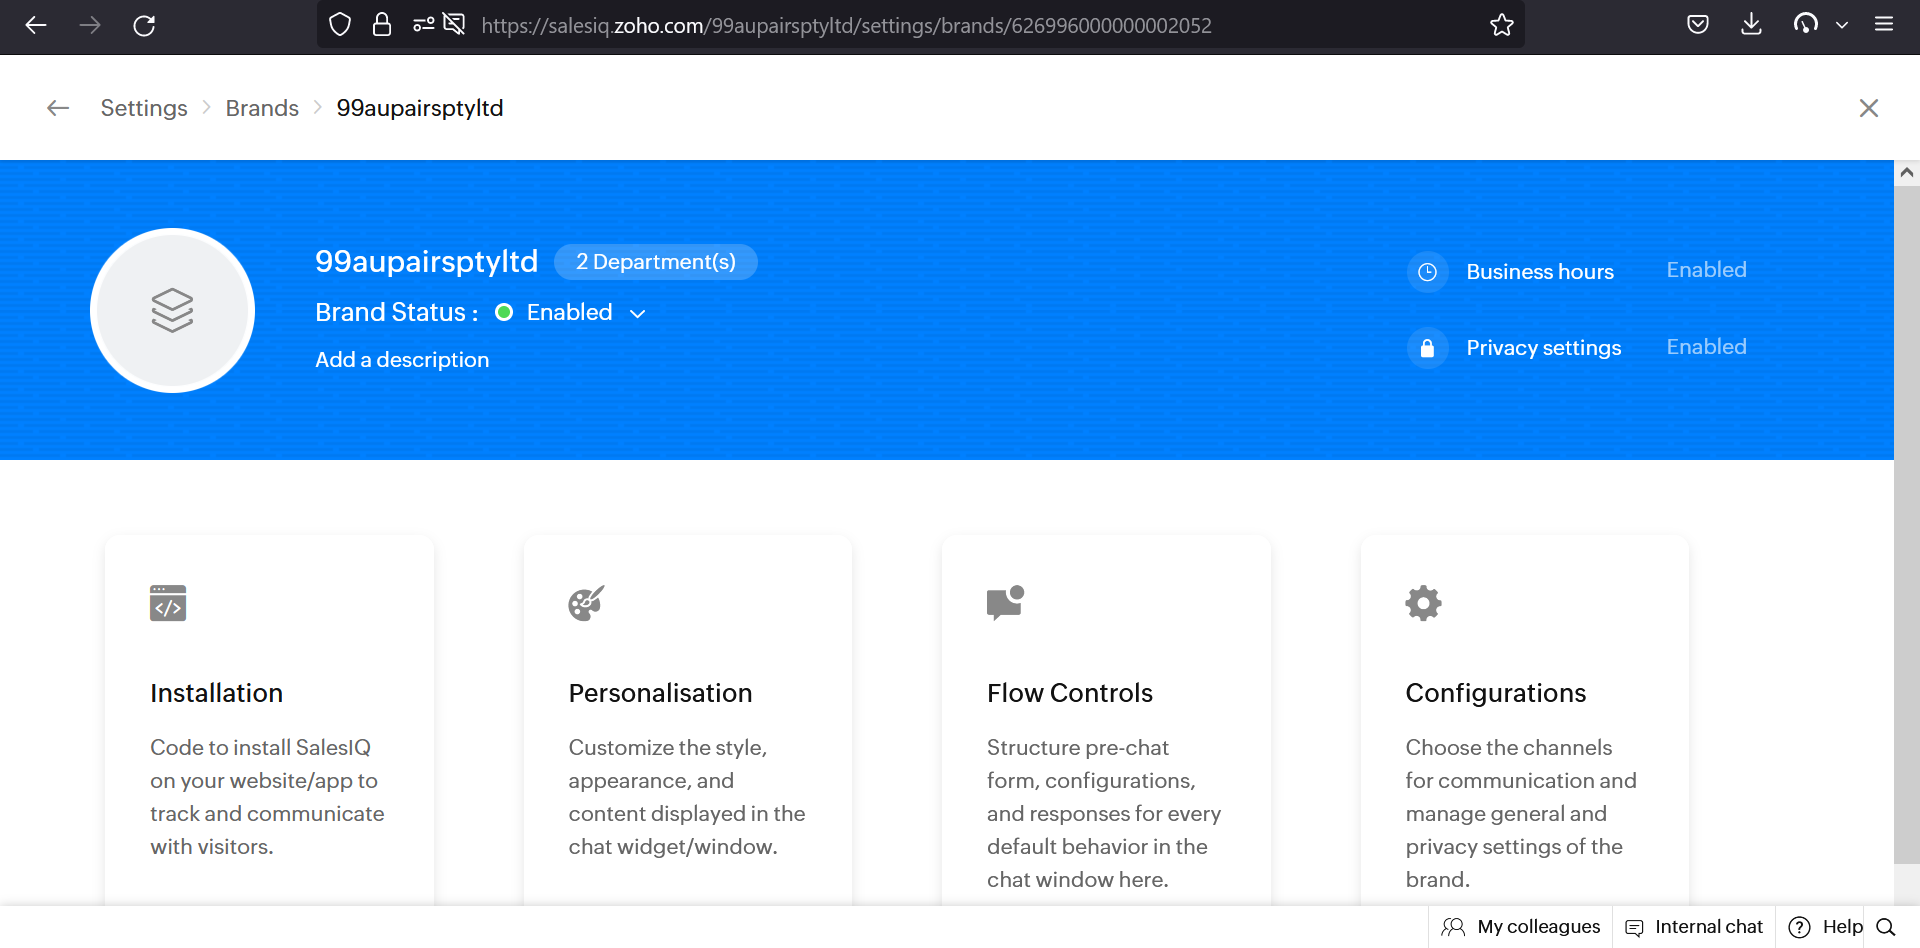 https://salesiq.zoho.com/99aupairsptyltd/settings/brands/626996000000002052
Settings > Brands > 99aupairsptyltd
99aupairsptyltd 2 Department(s)
Brand Status : Enabled
Add a description
Business hours Enabled
Privacy settings Enabled
Installation
Code to install SalesIQ
on your website/app to
track and communicate
with visitors.
Personalisation
Customize the style,
appearance, and
content displayed in the
chat widget/window.
Flow Controls
Structure pre-chat
form, configurations,
and responses for every
default behavior in the
chat window here.
Configurations
Choose the channels
for communication and
manage general and
privacy settings of the
brand.
My colleagues Internal chat Help